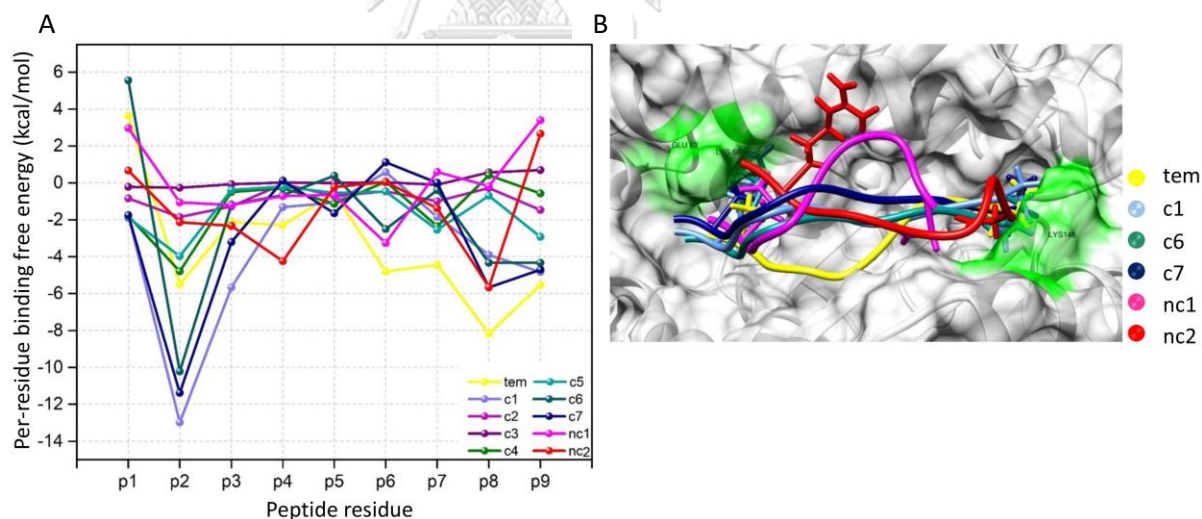 A
Per-residue binding free energy (kcal/mol)
6
4
2
0
-2
-4
-6
-8
-10
-12
-14
p1 p2 p3 p4 p5 p6 p7 p8 p9
Peptide residue
tem c5
c1 c6
c2 c7
c3 nc1
c4 nc2
B
GLU 63
LYS146
tem
c1
c6
c7
nc1
nc2